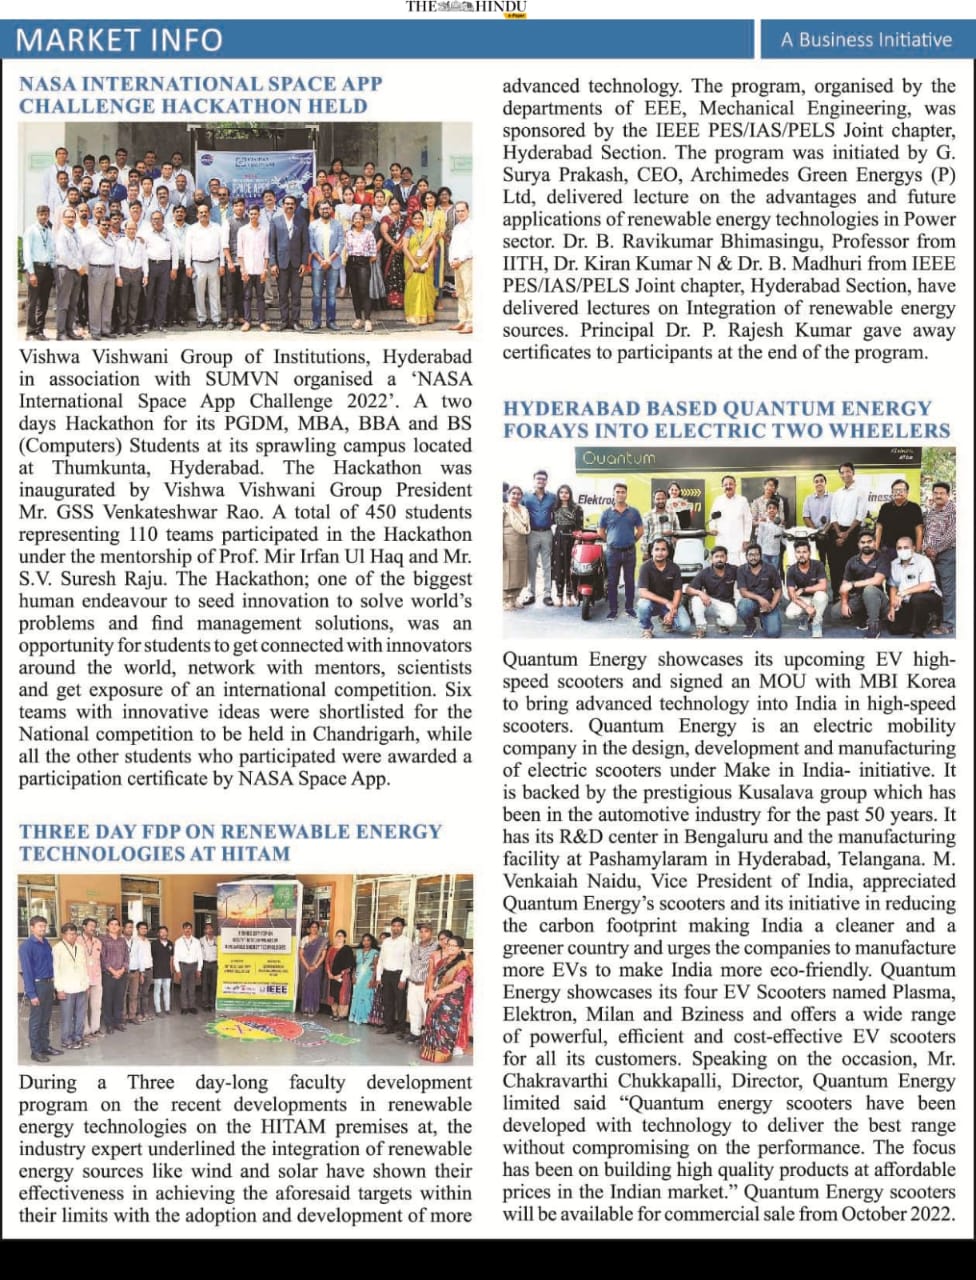 THE HINDU
e-Paper
MARKET INFO
A Business Initiative
NASA INTERNATIONAL SPACE APP
CHALLENGE HACKATHON HELD
SPACE APPS
Vishwa Vishwani Group of Institutions, Hyderabad
in association with SUMVN organised a ‘NASA
International Space App Challenge 2022’. A two
days Hackathon for its PGDM, MBA, BBA and BS
(Computers) Students at its sprawling campus located
at Thumkunta, Hyderabad. The Hackathon was
inaugurated by Vishwa Vishwani Group President
Mr. GSS Venkateshwar Rao. A total of 450 students
representing 110 teams participated in the Hackathon
under the mentorship of Prof. Mir Irfan Ul Haq and Mr.
S.V. Suresh Raju. The Hackathon; one of the biggest
human endeavour to seed innovation to solve world’s
problems and find management solutions, was an
opportunity for students to get connected with innovators
around the world, network with mentors, scientists
and get exposure of an international competition. Six
teams with innovative ideas were shortlisted for the
National competition to be held in Chandrigarh, while
all the other students who participated were awarded a
participation certificate by NASA Space App.
THREE DAY FDP ON RENEWABLE ENERGY
TECHNOLOGIES AT HITAM
IEEE
During a Three day-long faculty development
program on the recent developments in renewable
energy technologies on the HITAM premises at, the
industry expert underlined the integration of renewable
energy sources like wind and solar have shown their
effectiveness in achieving the aforesaid targets within
their limits with the adoption and development of more
advanced technology. The program, organised by the
departments of EEE, Mechanical Engineering, was
sponsored by the IEEE PES/IAS/PELS Joint chapter,
Hyderabad Section. The program was initiated by G.
Surya Prakash, CEO, Archimedes Green Energys (P)
Ltd, delivered lecture on the advantages and future
applications of renewable energy technologies in Power
sector. Dr. B. Ravikumar Bhimasingu, Professor from
IITH, Dr. Kiran Kumar N & Dr. B. Madhuri from IEEE
PES/IAS/PELS Joint chapter, Hyderabad Section, have
delivered lectures on Integration of renewable energy
sources. Principal Dr. P. Rajesh Kumar gave away
certificates to participants at the end of the program.
HYDERABAD BASED QUANTUM ENERGY
FORAYS INTO ELECTRIC TWO WHEELERS
Quantum
Elektro
iness
Quantum Energy showcases its upcoming EV high-
speed scooters and signed an MOU with MBI Korea
to bring advanced technology into India in high-speed
scooters. Quantum Energy is an electric mobility
company in the design, development and manufacturing
of electric scooters under Make in India- initiative. It
is backed by the prestigious Kusalava group which has
been in the automotive industry for the past 50 years. It
has its R&D center in Bengaluru and the manufacturing
facility at Pashamylaram in Hyderabad, Telangana. M.
Venkaiah Naidu, Vice President of India, appreciated
Quantum Energy’s scooters and its initiative in reducing
the carbon footprint making India a cleaner and a
greener country and urges the companies to manufacture
more EVs to make India more eco-friendly. Quantum
Energy showcases its four EV Scooters named Plasma,
Elektron, Milan and Bziness and offers a wide range
of powerful, efficient and cost-effective EV scooters
for all its customers. Speaking on the occasion, Mr.
Chakravarthi Chukkapalli, Director, Quantum Energy
limited said “Quantum energy scooters have been
developed with technology to deliver the best range
without compromising on the performance. The focus
has been on building high quality products at affordable
prices in the Indian market.” Quantum Energy scooters
will be available for commercial sale from October 2022.